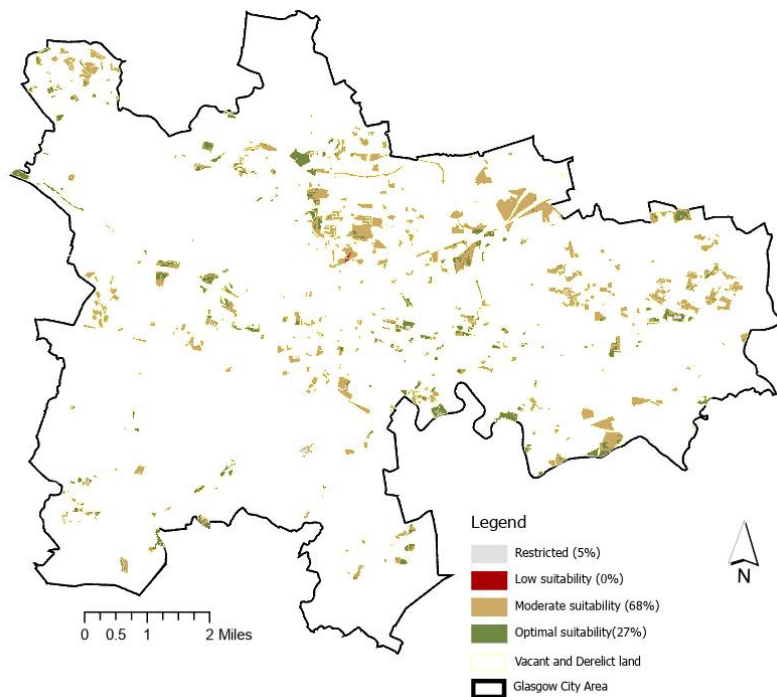 Legend
Restricted (5%)
Low suitability (0%)
Moderate suitability (68%)
Optimal suitability(27%)
Vacant and Derelict land
Glasgow City Area
N
0 0.5 1 2 Miles